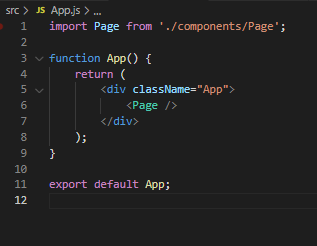 src > JS App.js > ...
1 import Page from './components/Page';
2
3 function App() {
4 return (
5 <div className="App">
6 <Page />
7 </div>
8 );
9 }
10
11 export default App;
12